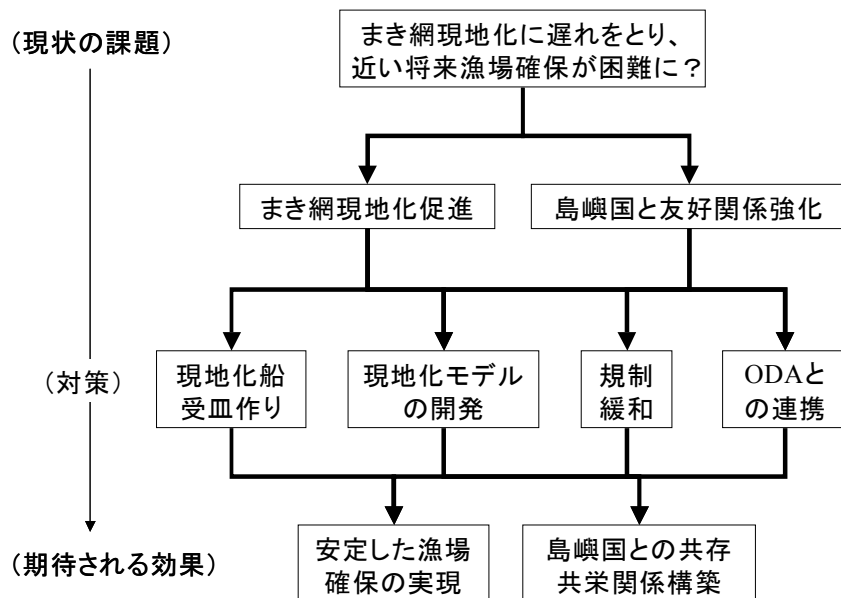 (現状の課題)
まき網現地化に遅れをとり、
近い将来漁場確保が困難に？
まき網現地化促進
島嶼国と友好関係強化
(対策)
現地化船
受皿作り
現地化モデル
の開発
規制
緩和
ODAと
の連携
(期待される効果)
安定した漁場
確保の実現
島嶼国との共存
共栄関係構築